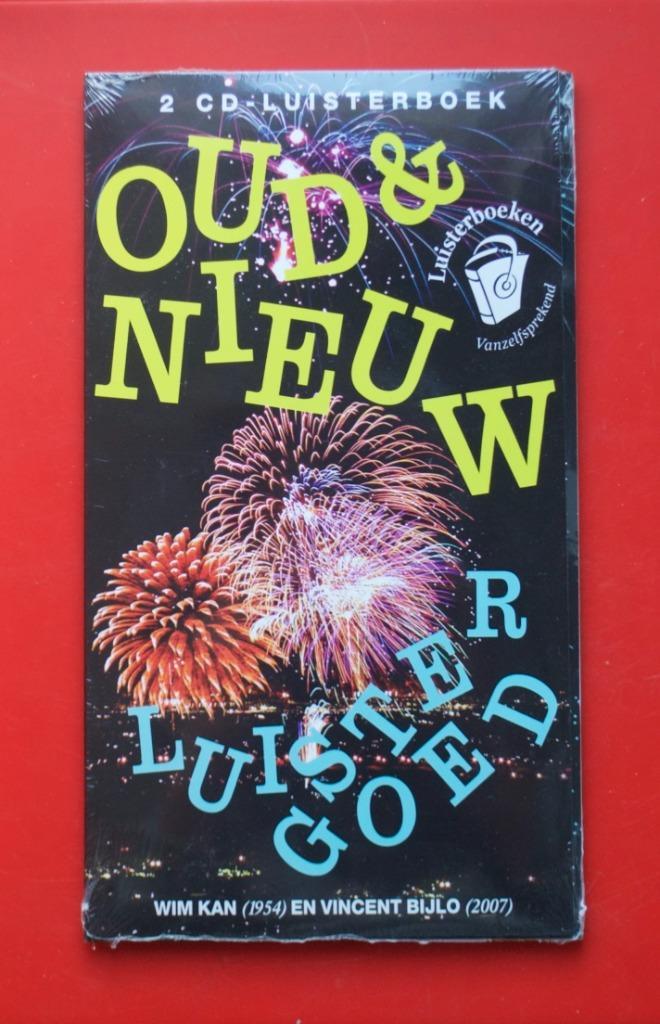 2 CD-LUISTERBOEK
OUD &
NIEUW
Luisterboeken
Vanzelfsprekend
LUISTER
GOED
WIM KAN (1954) EN VINCENT BIJLO (2007)